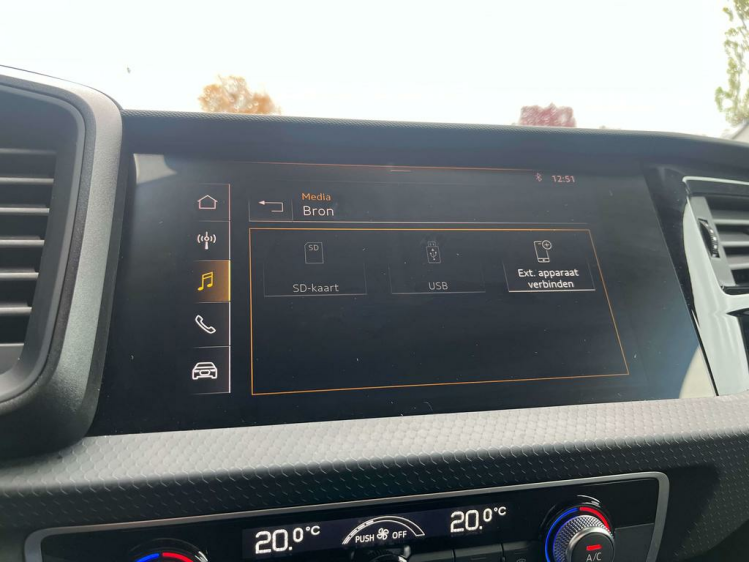 12:51
Media
Bron
SD
SD-kaart
USB
Ext. apparaat
verbinden
20.0°C
PUSH OFF
20.0°C
A/C